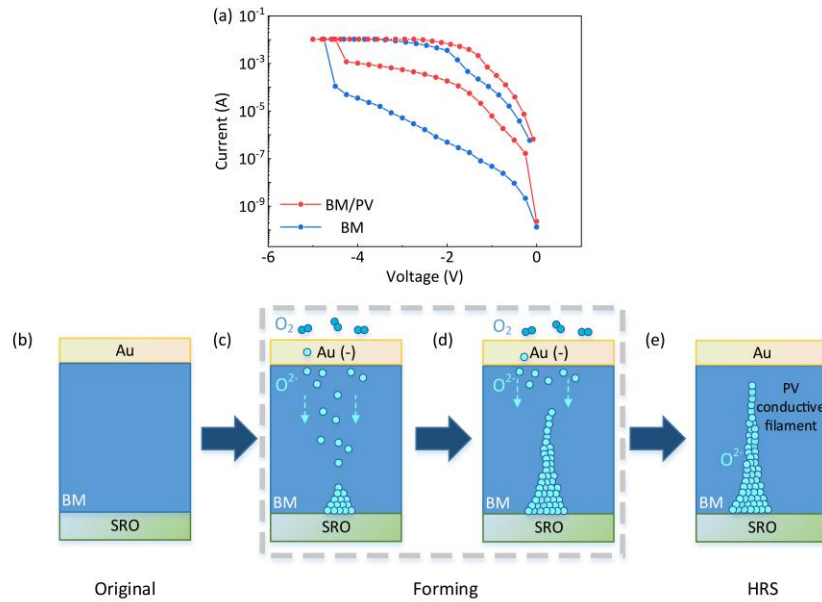 (a)
10⁻¹
10⁻³
10⁻⁵
10⁻⁷
10⁻⁹
Current (A)
BM/PV
BM
-6 -4 -2 0
Voltage (V)
(b) (c) (d) (e)
O₂ O₂
Au Au (-) Au (-) Au
O²⁻ O²⁻
PV
conductive
filament
O²⁻
BM BM BM BM
SRO SRO SRO SRO
Original Forming HRS